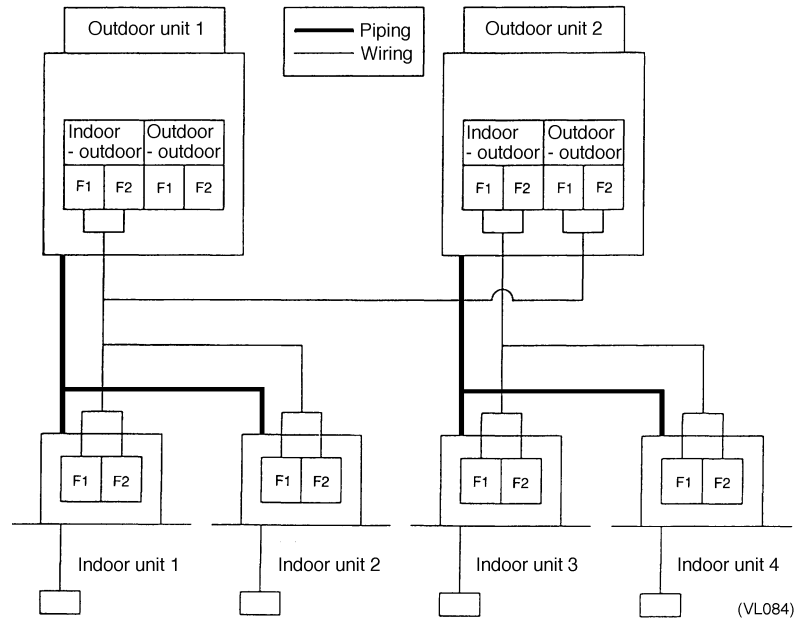 Outdoor unit 1
Piping
Wiring
Outdoor unit 2
Indoor
- outdoor
Outdoor
- outdoor
F1 F2 F1 F2
Indoor
- outdoor
Outdoor
- outdoor
F1 F2 F1 F2
F1 F2
F1 F2
F1 F2
F1 F2
Indoor unit 1
Indoor unit 2
Indoor unit 3
Indoor unit 4
(VL084)